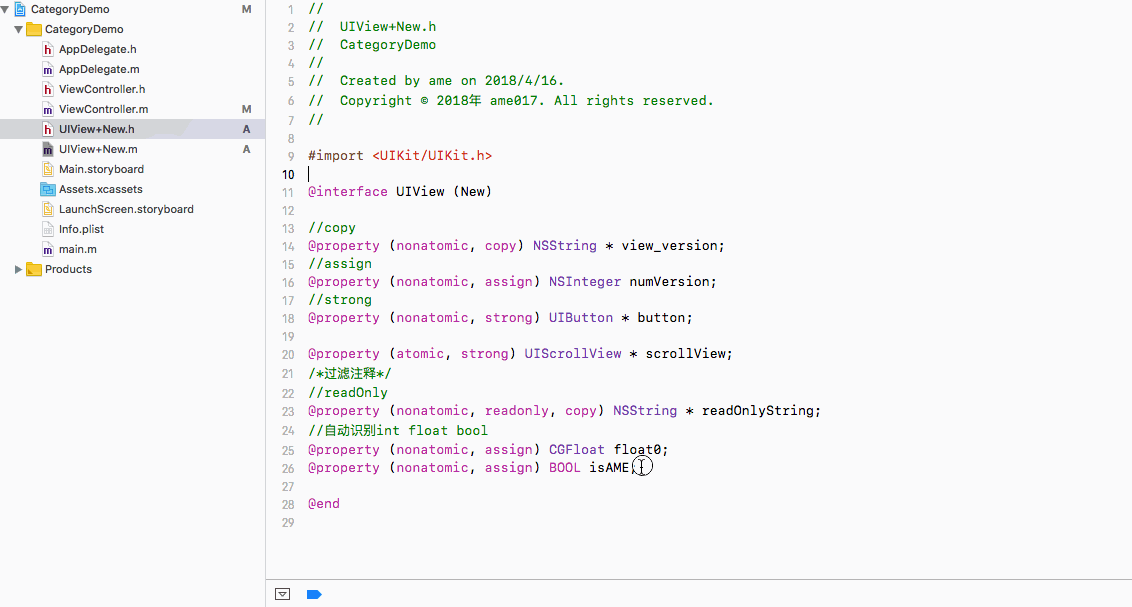 CategoryDemo M
CategoryDemo
AppDelegate.h
AppDelegate.m
ViewController.h
ViewController.m M
UIView+New.h A
UIView+New.m A
Main.storyboard
Assets.xcassets
LaunchScreen.storyboard
Info.plist
main.m
Products
1 //
2 //  UIView+New.h
3 //  CategoryDemo
4 //
5 //  Created by ame on 2018/4/16.
6 //  Copyright © 2018年 ame017. All rights reserved.
7 //
8
9 #import <UIKit/UIKit.h>
10
11 @interface UIView (New)
12
13 //copy
14 @property (nonatomic, copy) NSString * view_version;
15 //assign
16 @property (nonatomic, assign) NSInteger numVersion;
17 //strong
18 @property (nonatomic, strong) UIButton * button;
19
20 @property (atomic, strong) UIScrollView * scrollView;
21 /*过滤注释*/
22 //readOnly
23 @property (nonatomic, readonly, copy) NSString * readOnlyString;
24 //自动识别int float bool
25 @property (nonatomic, assign) CGFloat float0;
26 @property (nonatomic, assign) BOOL isAME;
27
28 @end
29